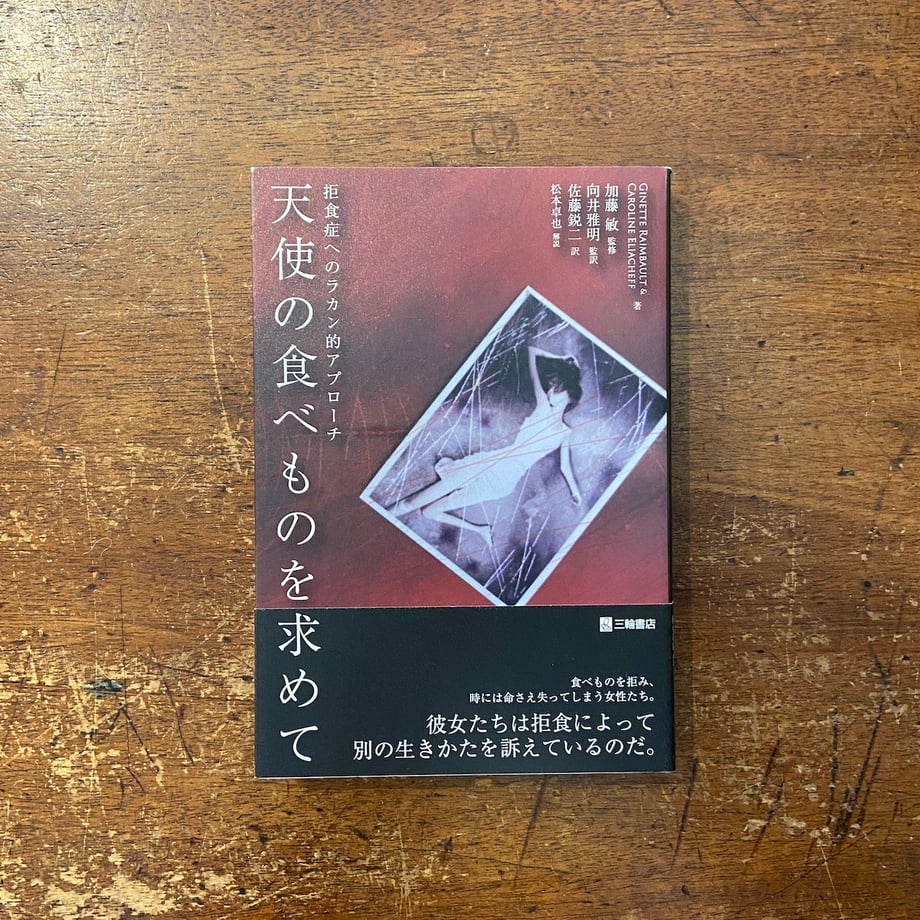 GINETTE RAIMBAULT &
CAROLINE ELIACHEFF 著
加藤 敏 監修
向井雅明 監訳
佐藤鋭二 訳
松本卓也 解説
拒食症へのラカン的アプローチ
天使の食べものを求めて
三輪書店
食べものを拒み、
時には命さえ失ってしまう女性たち。
彼女たちは拒食によって
別の生きかたを訴えているのだ。